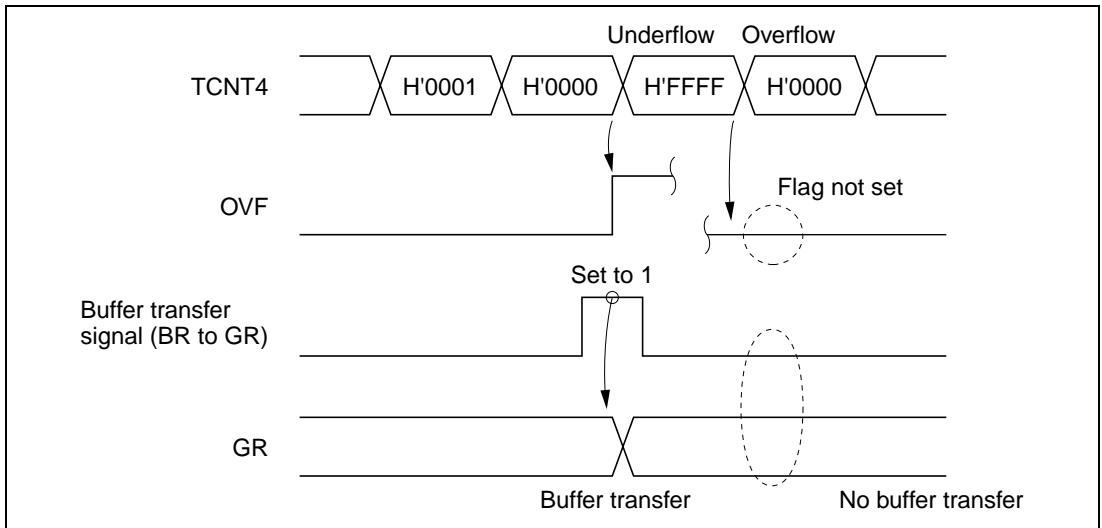 Underflow Overflow
TCNT4 H'0001 H'0000 H'FFFF H'0000
OVF
Flag not set
Set to 1
Buffer transfer
signal (BR to GR)
GR
Buffer transfer No buffer transfer